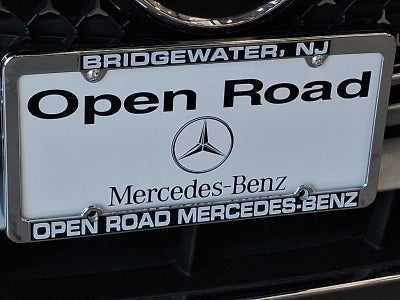 BRIDGEWATER, NJ
Open Road
Mercedes-Benz
OPEN ROAD MERCEDES-BENZ